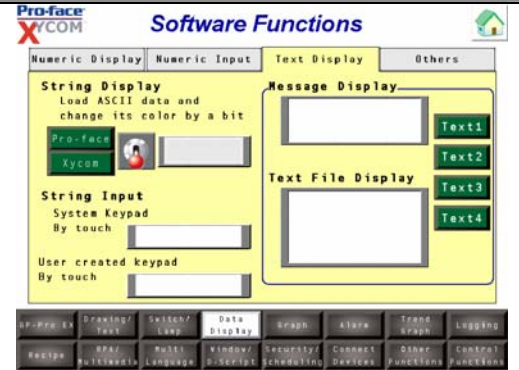 Pro-face
XYCOM
Software Functions
Numeric Display
Numeric Input
Text Display
Others
String Display
Load ASCII data and
change its color by a bit
Pro-face
Xycom
String Input
System Keypad
By touch
User created keypad
By touch
Message Display
Text1
Text2
Text3
Text4
Text File Display
GP-Pro EX
Drawing/
Text
Switch/
Lamp
Data
Display
Graph
Alarm
Trend
Graph
Logging
Recipe
RPA/
Multimedia
Multi
Language
Window/
D-Script
Security/
Scheduling
Connect
Devices
Other
Functions
Control
Functions